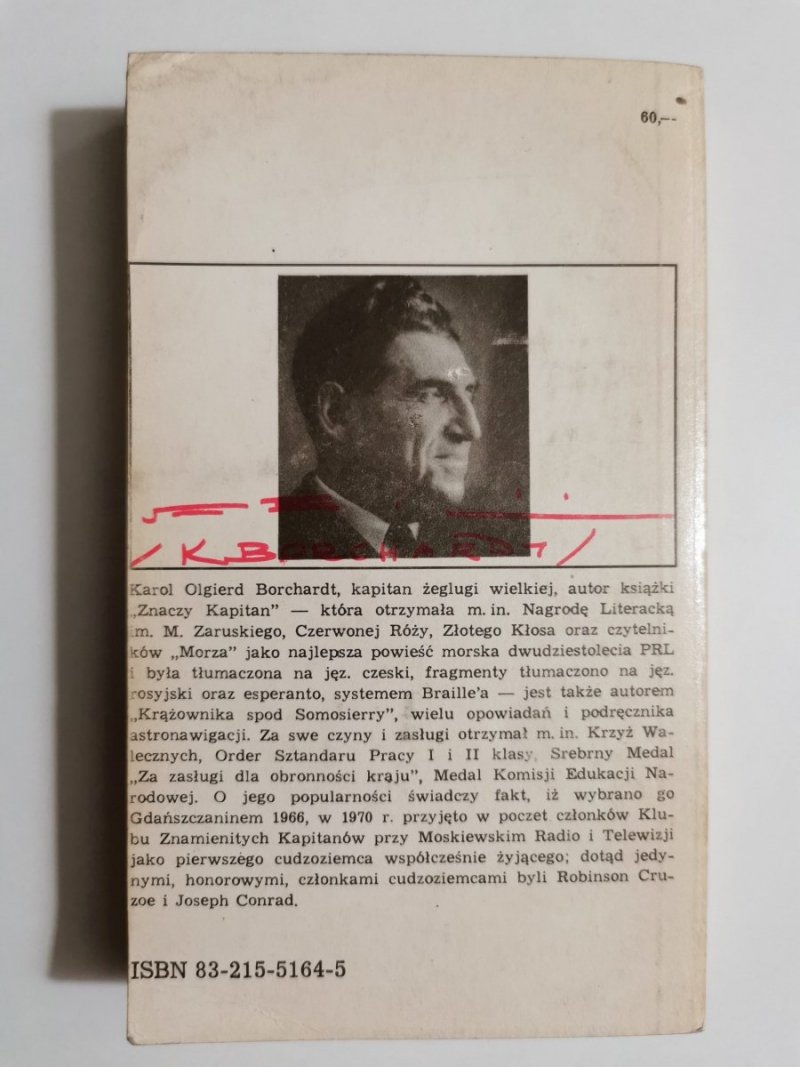 60,—
/K.BORCHARDT/
Karol Olgierd Borchardt, kapitan żeglugi wielkiej, autor książki
„Znaczy Kapitan” — która otrzymała m. in. Nagrodę Literacką
im. M. Zaruskiego, Czerwonej Róży, Złotego Kłosa oraz czytelni-
ków „Morza” jako najlepsza powieść morska dwudziestolecia PRL
i była tłumaczona na jęz. czeski, fragmenty tłumaczono na jęz.
rosyjski oraz esperanto, systemem Braille’a — jest także autorem
„Krążownika spod Somosierry”, wielu opowiadań i podręcznika
astronawigacji. Za swe czyny i zasługi otrzymał m. in. Krzyż Wa-
lecznych, Order Sztandaru Pracy I i II klasy, Srebrny Medal
„Za zasługi dla obronności kraju”, Medal Komisji Edukacji Na-
rodowej. O jego popularności świadczy fakt, iż wybrano go
Gdańszczaninem 1966, w 1970 r. przyjęto w poczet członków Klu-
bu Znamienitych Kapitanów przy Moskiewskim Radio i Telewizji
jako pierwszego cudzoziemca współcześnie żyjącego; dotąd jedy-
nymi, honorowymi, członkami cudzoziemcami byli Robinson Cru-
zoe i Joseph Conrad.
ISBN 83-215-5164-5